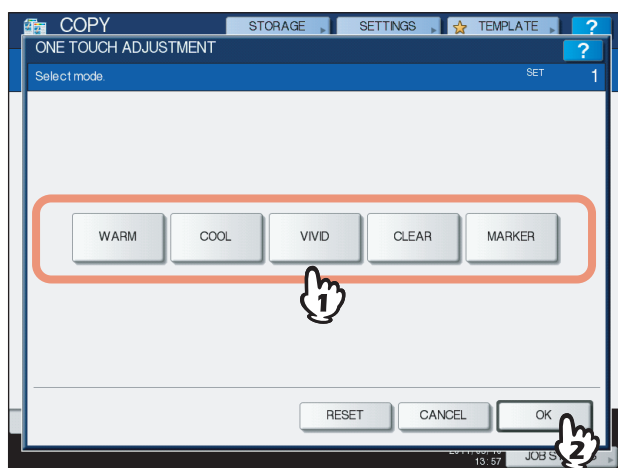 COPY STORAGE SETTINGS TEMPLATE ?
ONE TOUCH ADJUSTMENT ?
Select mode. SET 1
WARM COOL VIVID CLEAR MARKER
1
RESET CANCEL OK
2
13:57 JOB S